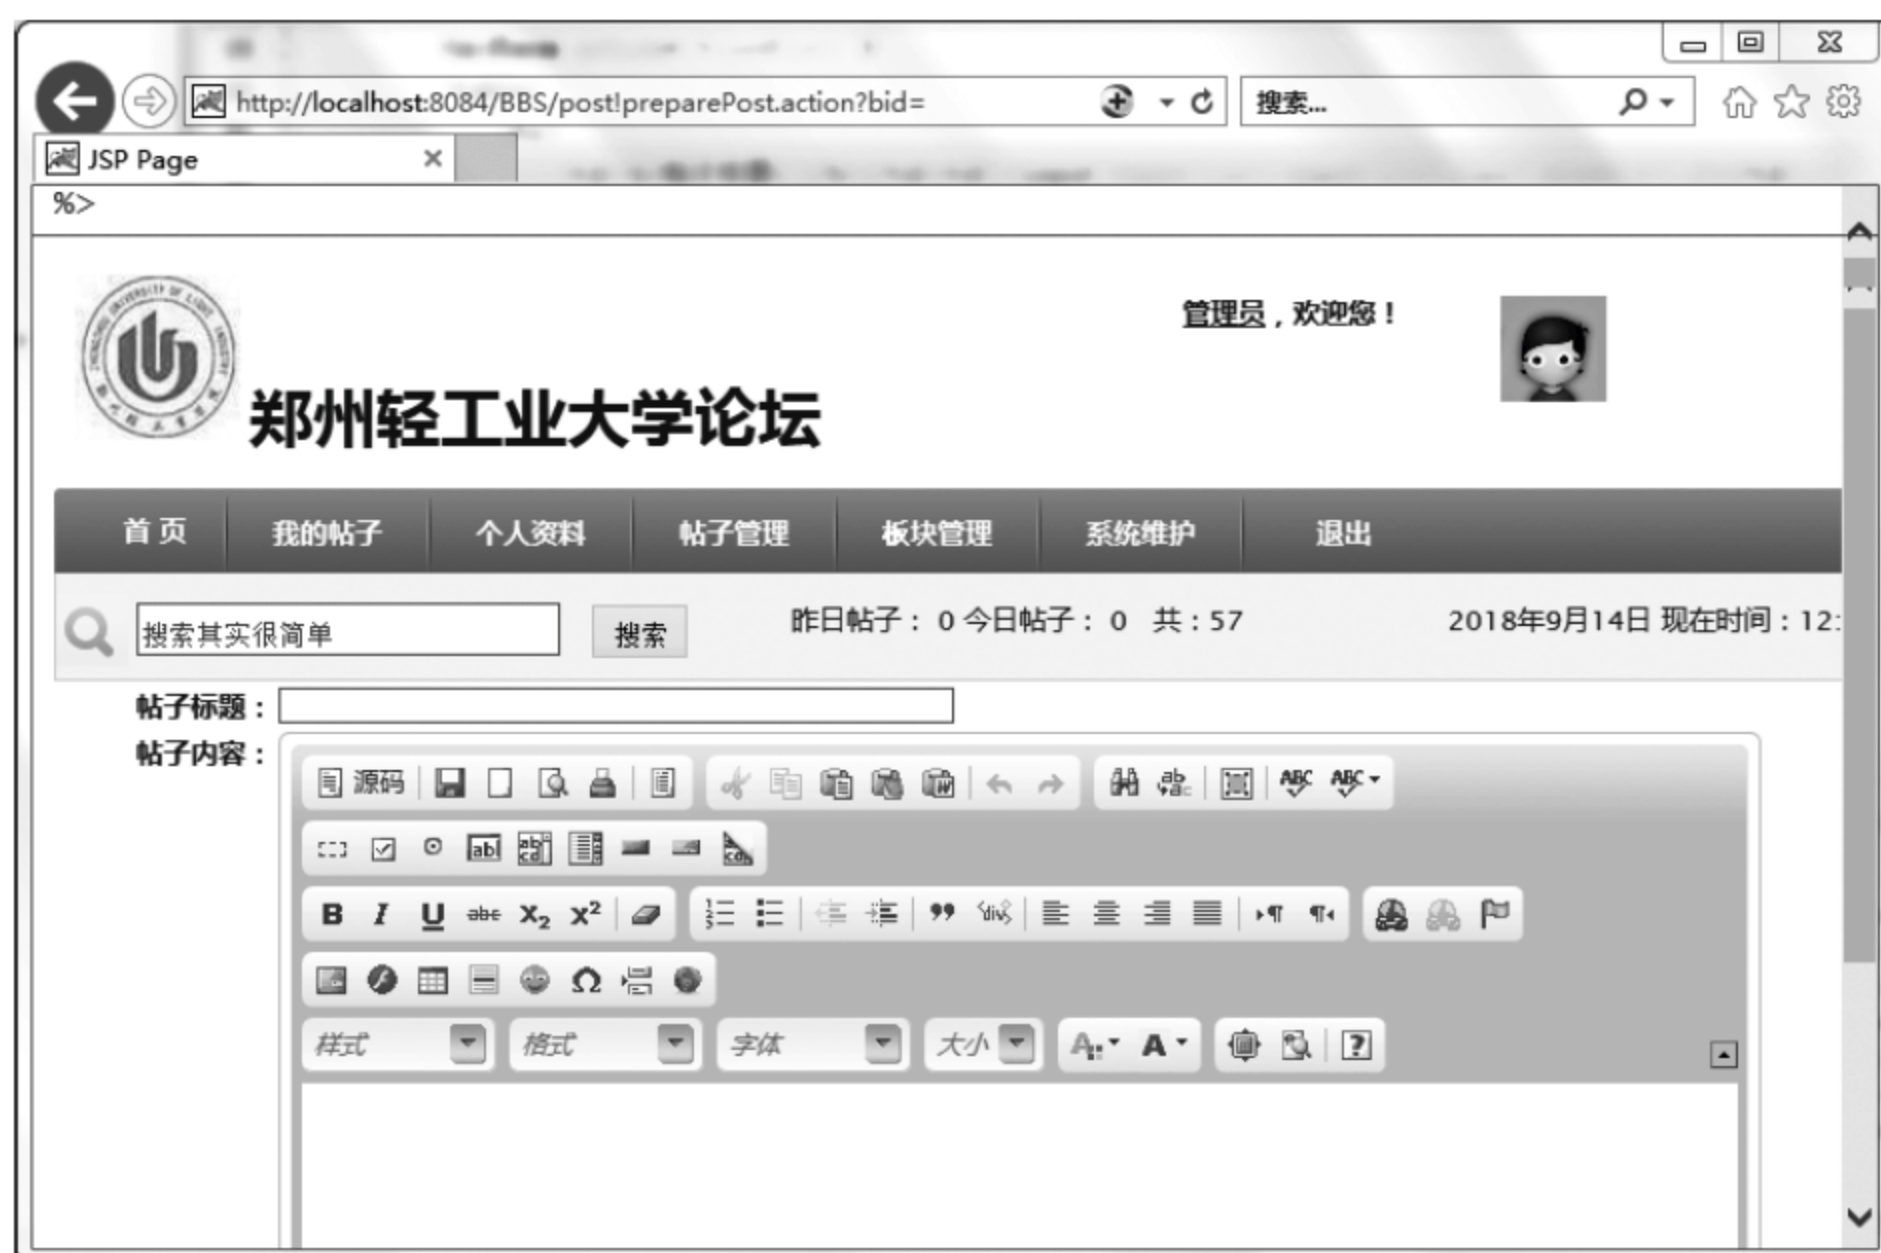 http://localhost:8084/BBS/post!preparePost.action?bid=
搜索...
JSP Page
%>
管理员，欢迎您！
郑州轻工业大学论坛
首 页 我的帖子 个人资料 帖子管理 板块管理 系统维护 退出
搜索其实很简单 搜索 昨日帖子： 0 今日帖子： 0 共：57 2018年9月14日 现在时间：12:
帖子标题：
帖子内容：
源码
样式 格式 字体 大小